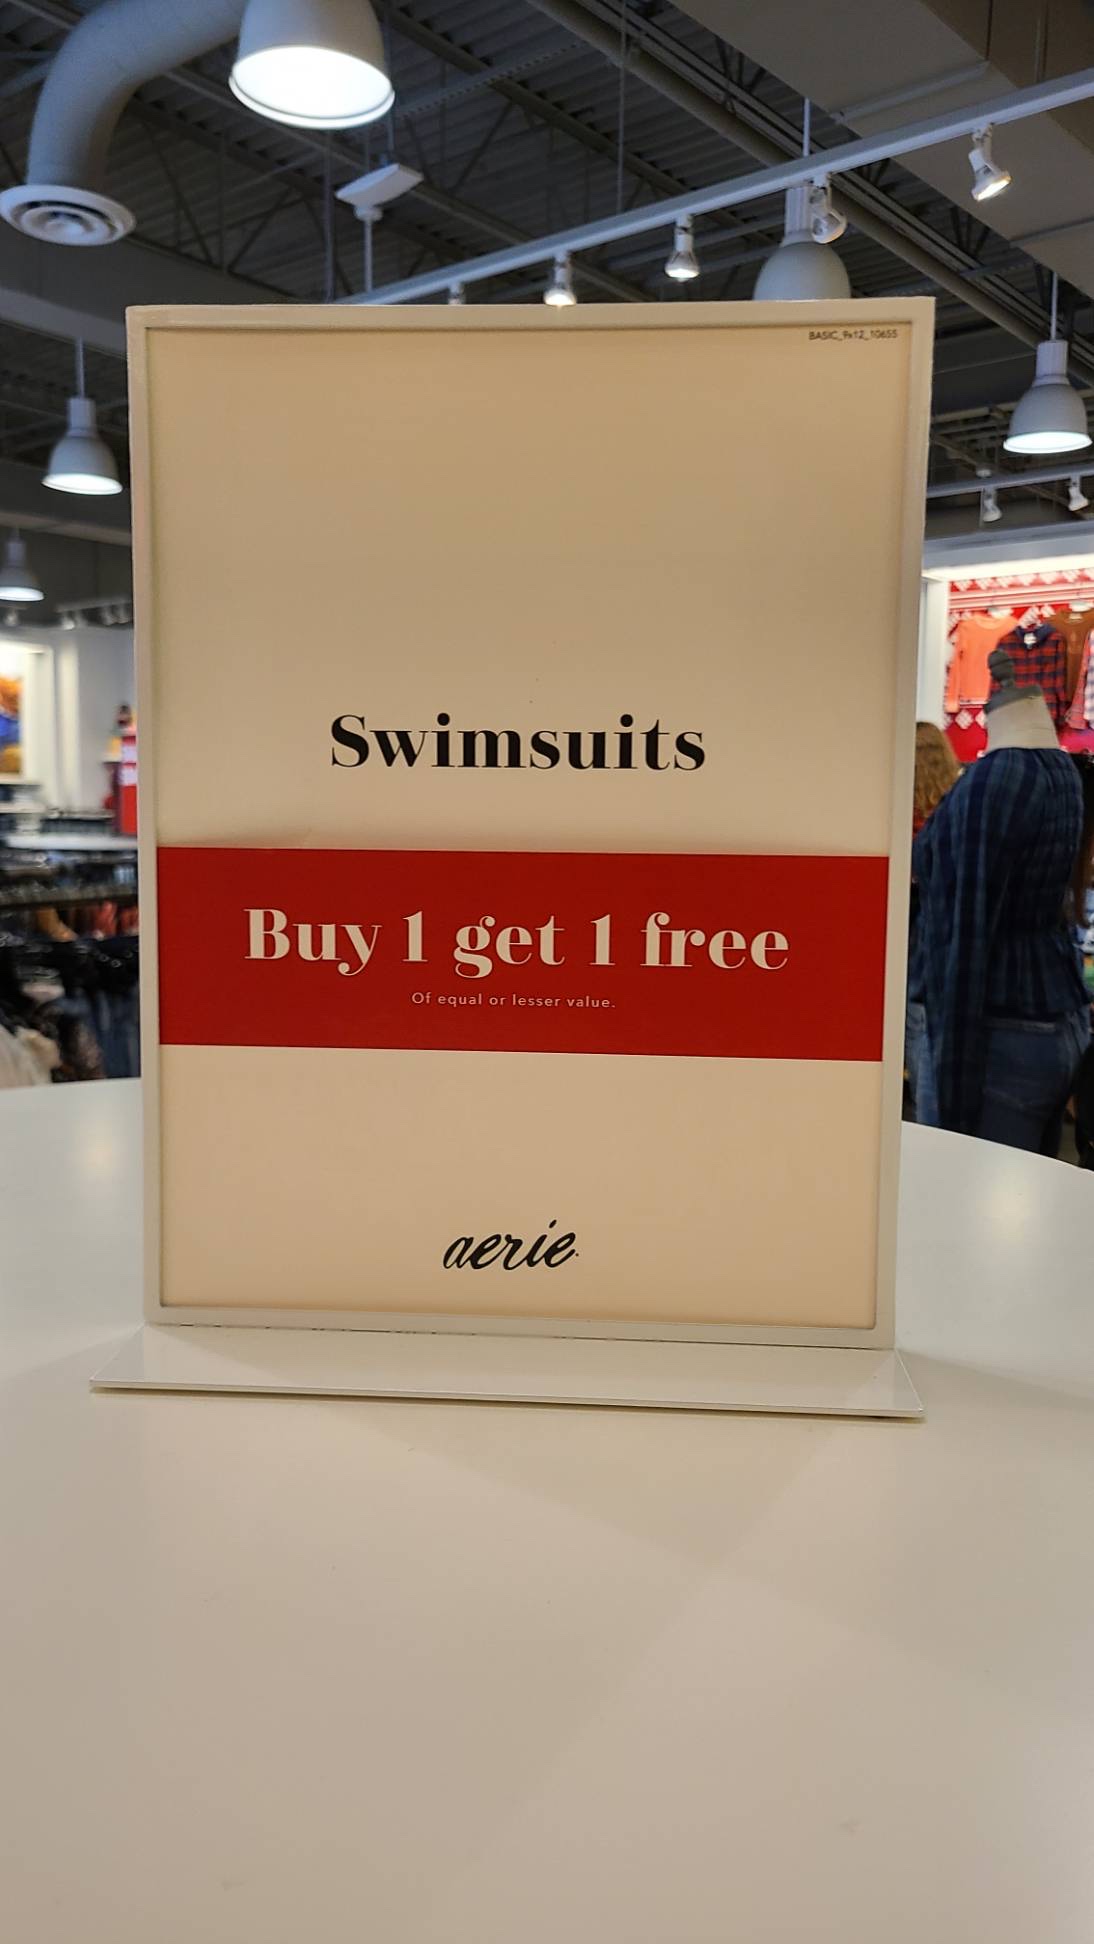 BASIC_9x12_10655
Swimsuits
Buy 1 get 1 free
Of equal or lesser value.
aerie.